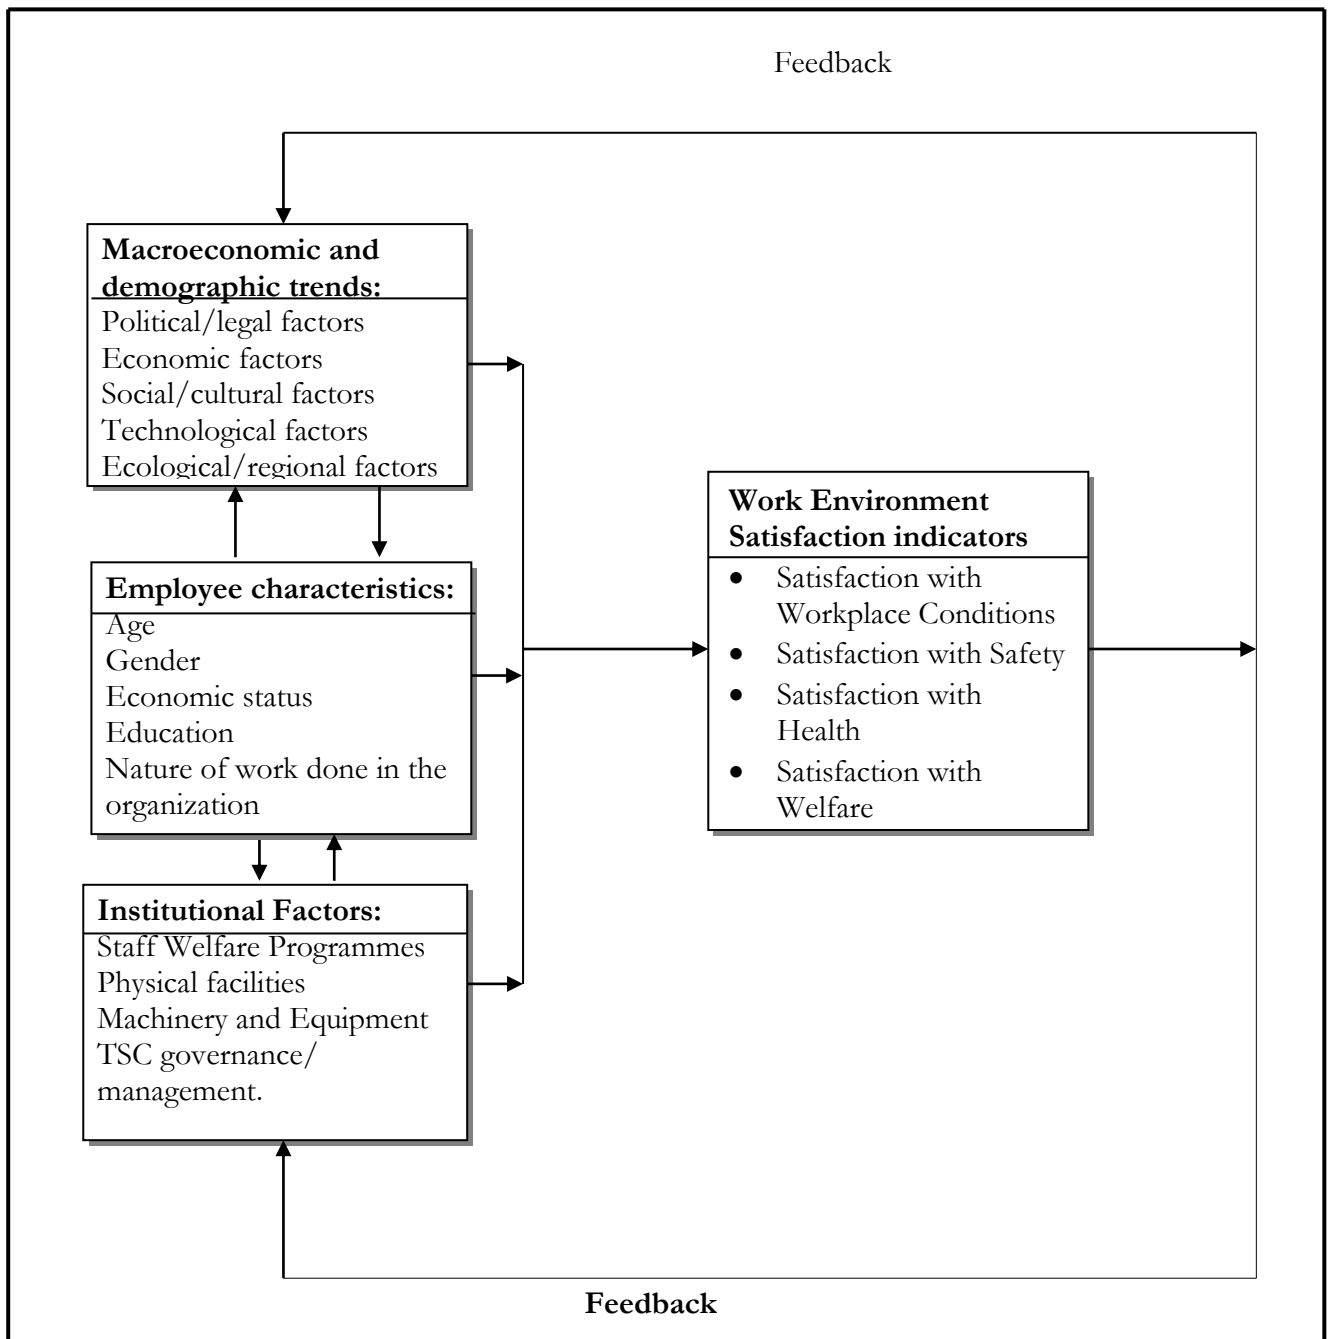 Feedback
Macroeconomic and
demographic trends:
Political/legal factors
Economic factors
Social/cultural factors
Technological factors
Ecological/regional factors
Employee characteristics:
Age
Gender
Economic status
Education
Nature of work done in the
organization
Institutional Factors:
Staff Welfare Programmes
Physical facilities
Machinery and Equipment
TSC governance/
management.
Work Environment
Satisfaction indicators
• Satisfaction with
Workplace Conditions
• Satisfaction with Safety
• Satisfaction with
Health
• Satisfaction with
Welfare
Feedback